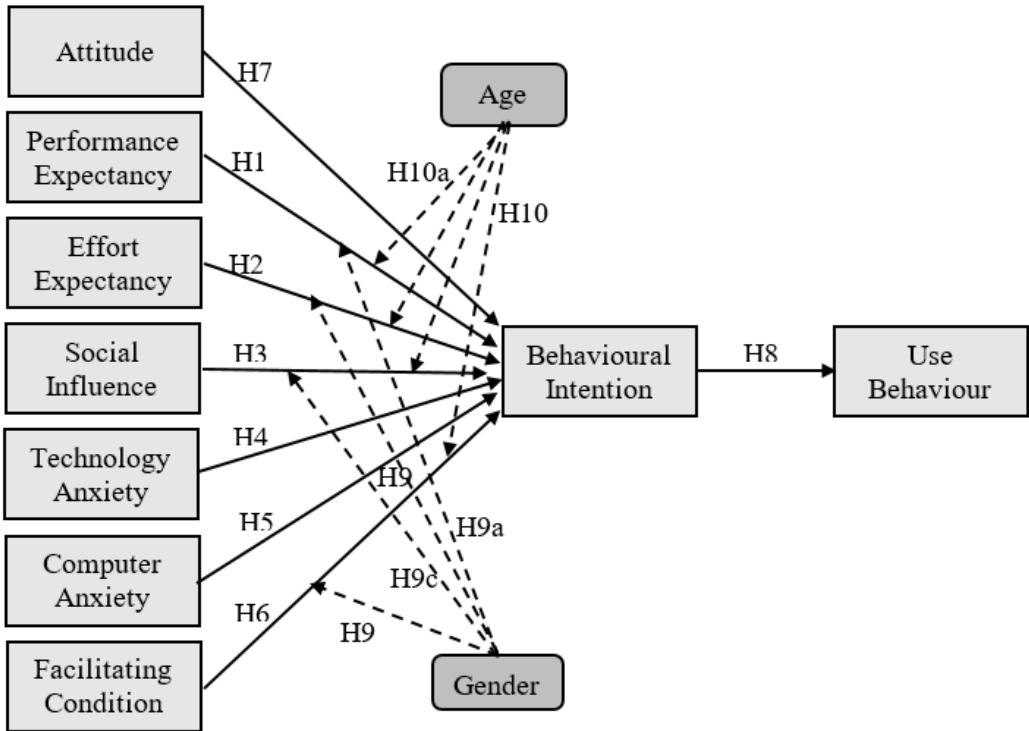 Attitude
H7
Age
Performance
Expectancy
H1
H10a
H10
Effort
Expectancy
H2
Social
Influence
H3
Behavioural
Intention
H8
Use
Behaviour
H4
Technology
Anxiety
H9
H5
H9a
Computer
Anxiety
H9c
H6
H9
Facilitating
Condition
Gender